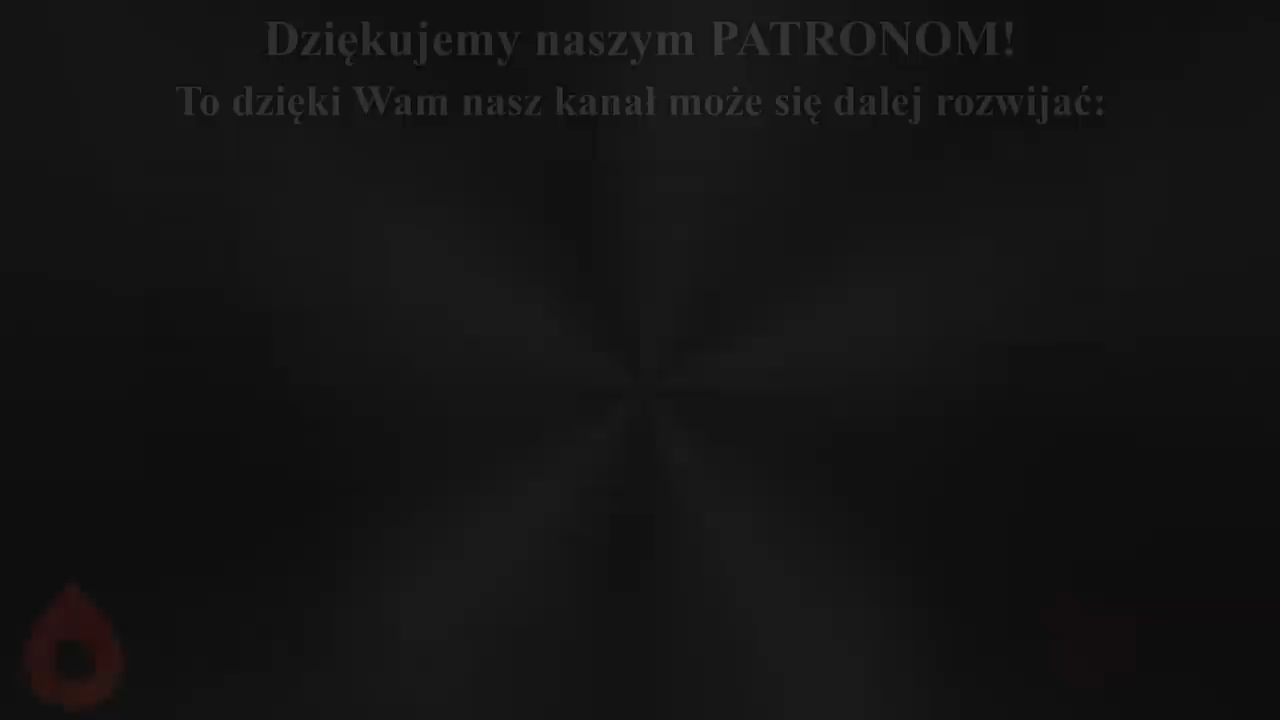 Dziękujemy naszym PATRONOM!
To dzięki Wam nasz kanał może się dalej rozwijać: